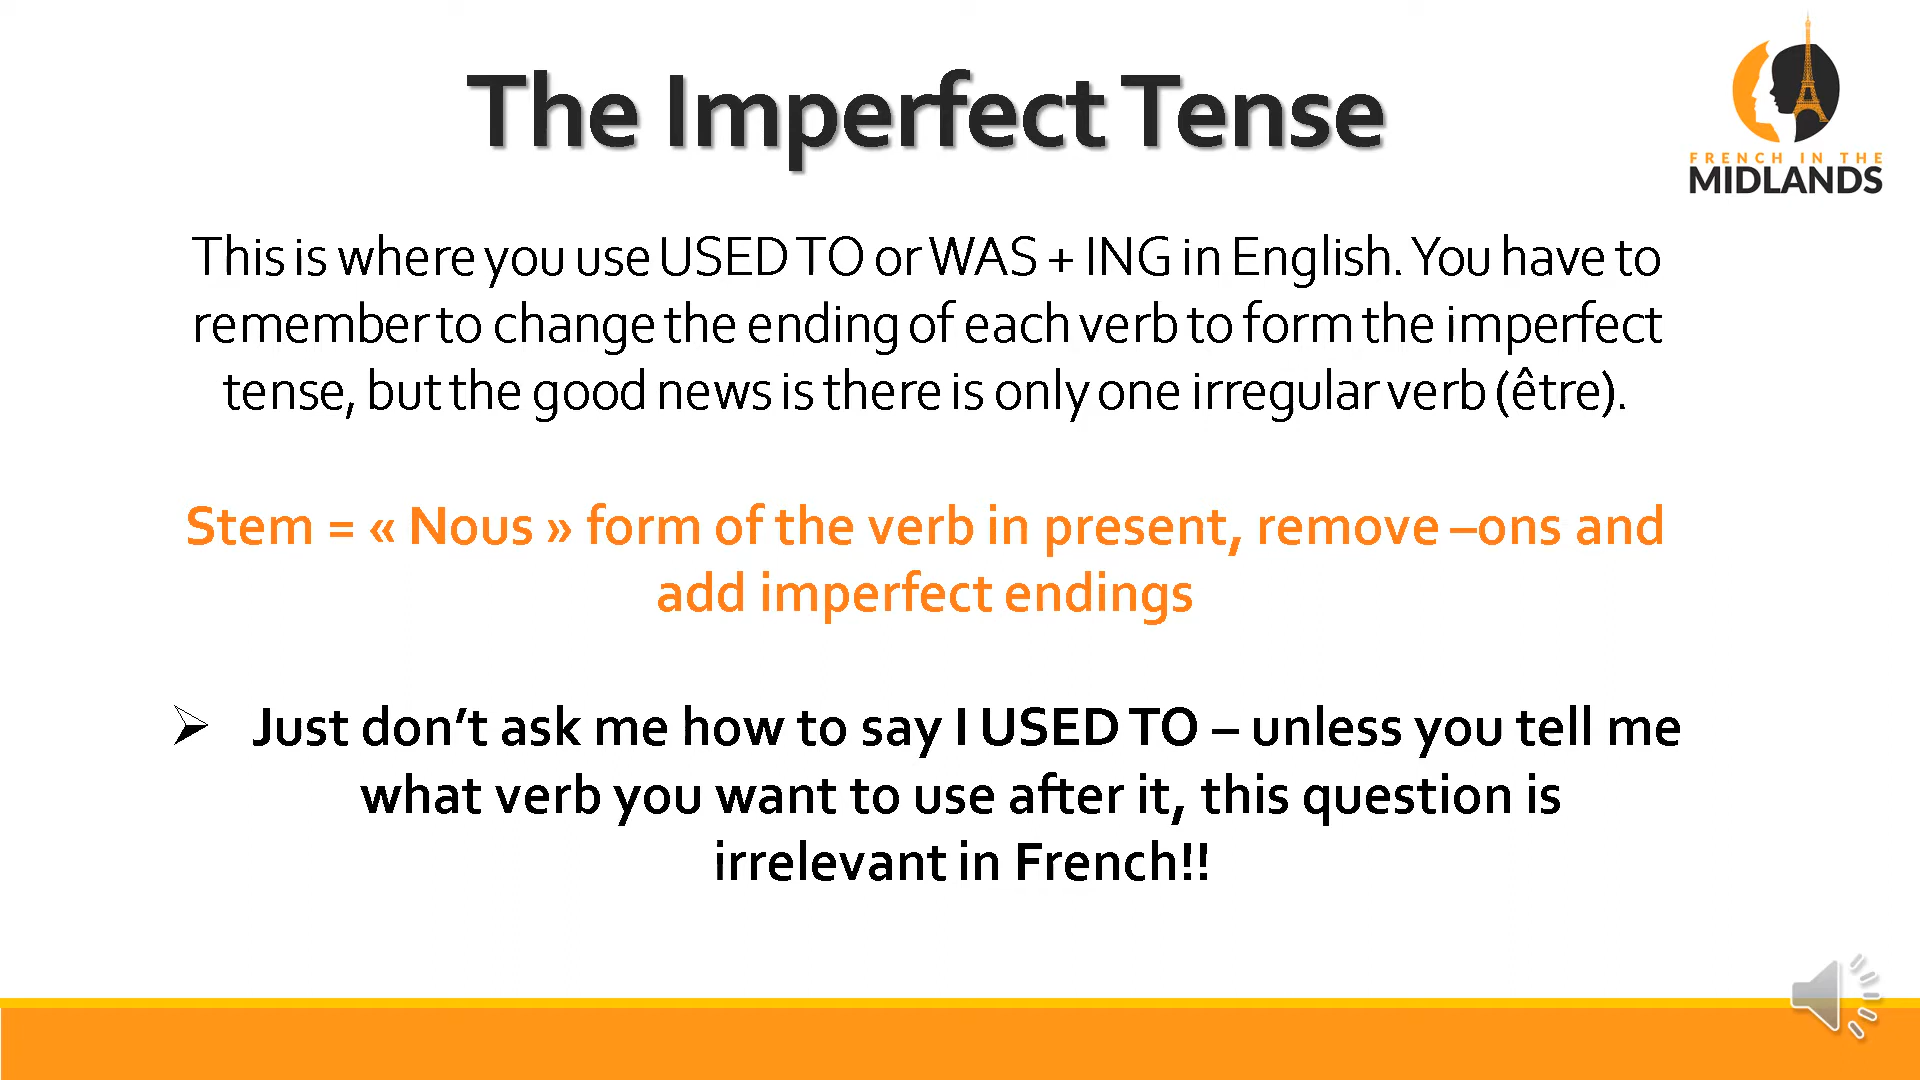 The Imperfect Tense
FRENCH IN THE
MIDLANDS
This is where you use USED TO or WAS + ING in English. You have to
remember to change the ending of each verb to form the imperfect
tense, but the good news is there is only one irregular verb (être).
Stem = « Nous » form of the verb in present, remove –ons and
add imperfect endings
➢ Just don’t ask me how to say I USED TO – unless you tell me
what verb you want to use after it, this question is
irrelevant in French!!